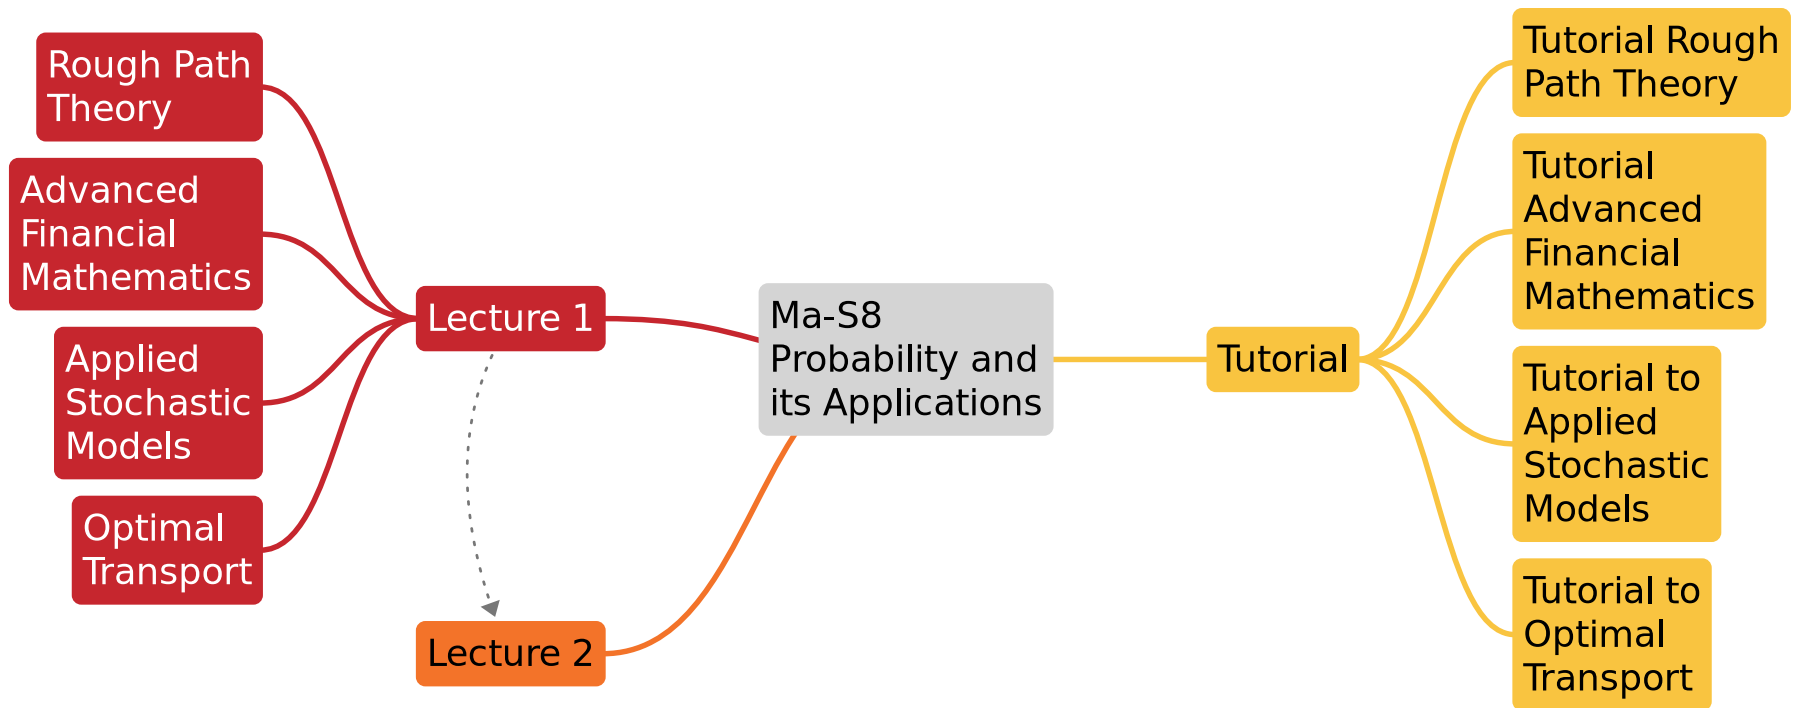 Rough Path
Theory
Advanced
Financial
Mathematics
Applied
Stochastic
Models
Optimal
Transport
Lecture 1
Lecture 2
Ma-S8
Probability and
its Applications
Tutorial
Tutorial Rough
Path Theory
Tutorial
Advanced
Financial
Mathematics
Tutorial to
Applied
Stochastic
Models
Tutorial to
Optimal
Transport